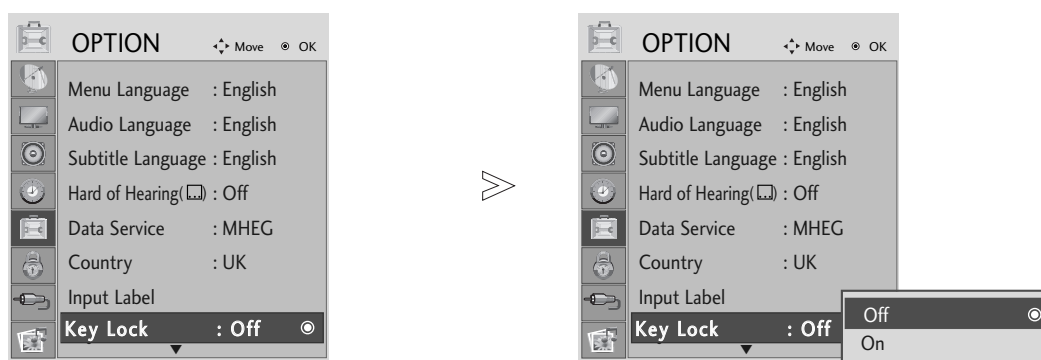 OPTION Move OK
Menu Language : English
Audio Language : English
Subtitle Language : English
Hard of Hearing( ) : Off
Data Service : MHEG
Country : UK
Input Label
Key Lock : Off
OPTION Move OK
Menu Language : English
Audio Language : English
Subtitle Language : English
Hard of Hearing( ) : Off
Data Service : MHEG
Country : UK
Input Label
Key Lock : Off
Off
On